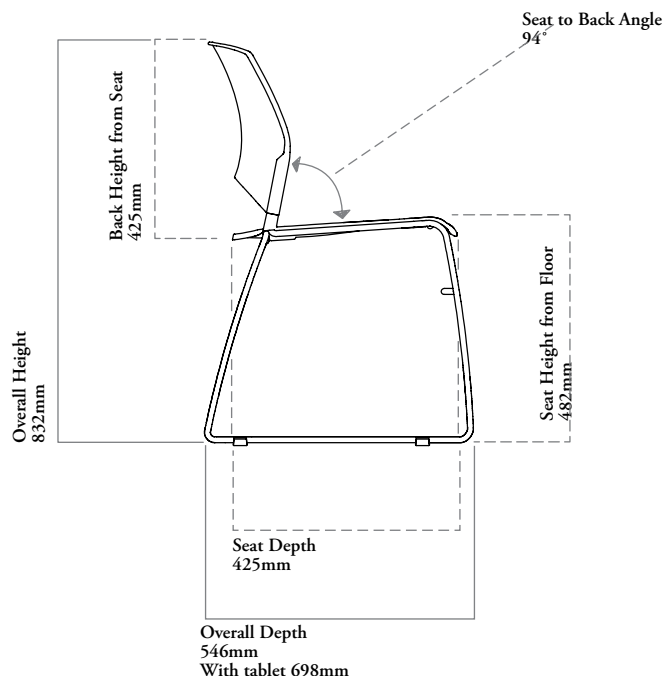 Seat to Back Angle
94°
Back Height from Seat
425mm
Overall Height
832mm
Seat Height from Floor
482mm
Seat Depth
425mm
Overall Depth
546mm
With tablet 698mm